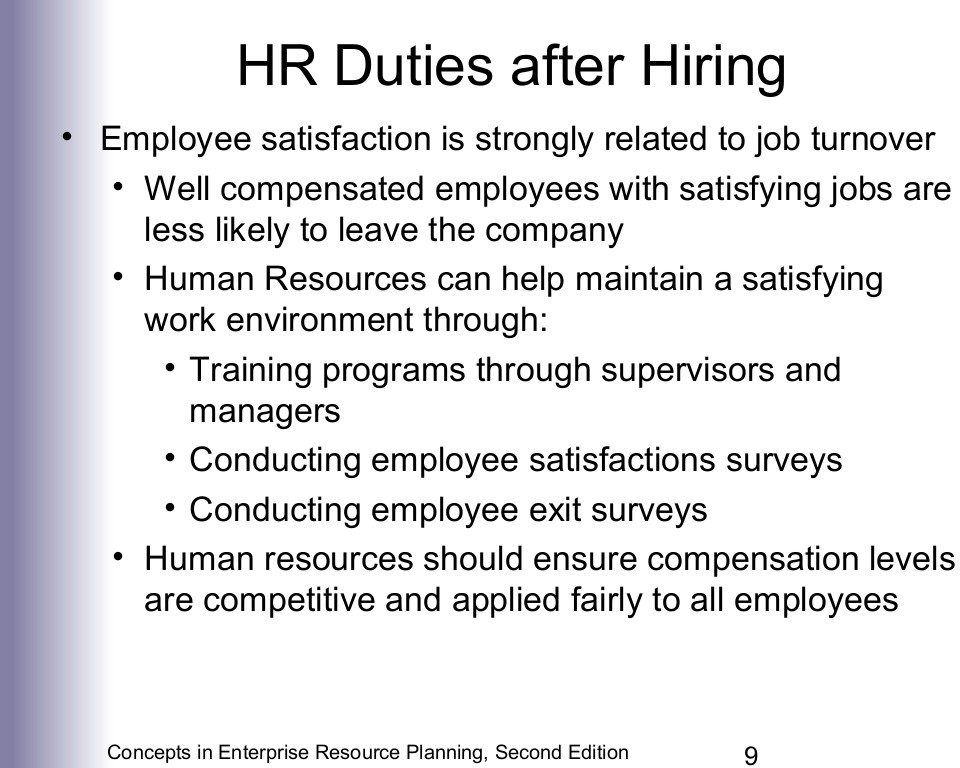 HR Duties after Hiring
• Employee satisfaction is strongly related to job turnover
• Well compensated employees with satisfying jobs are
less likely to leave the company
• Human Resources can help maintain a satisfying
work environment through:
• Training programs through supervisors and
managers
• Conducting employee satisfactions surveys
• Conducting employee exit surveys
• Human resources should ensure compensation levels
are competitive and applied fairly to all employees
Concepts in Enterprise Resource Planning, Second Edition 9